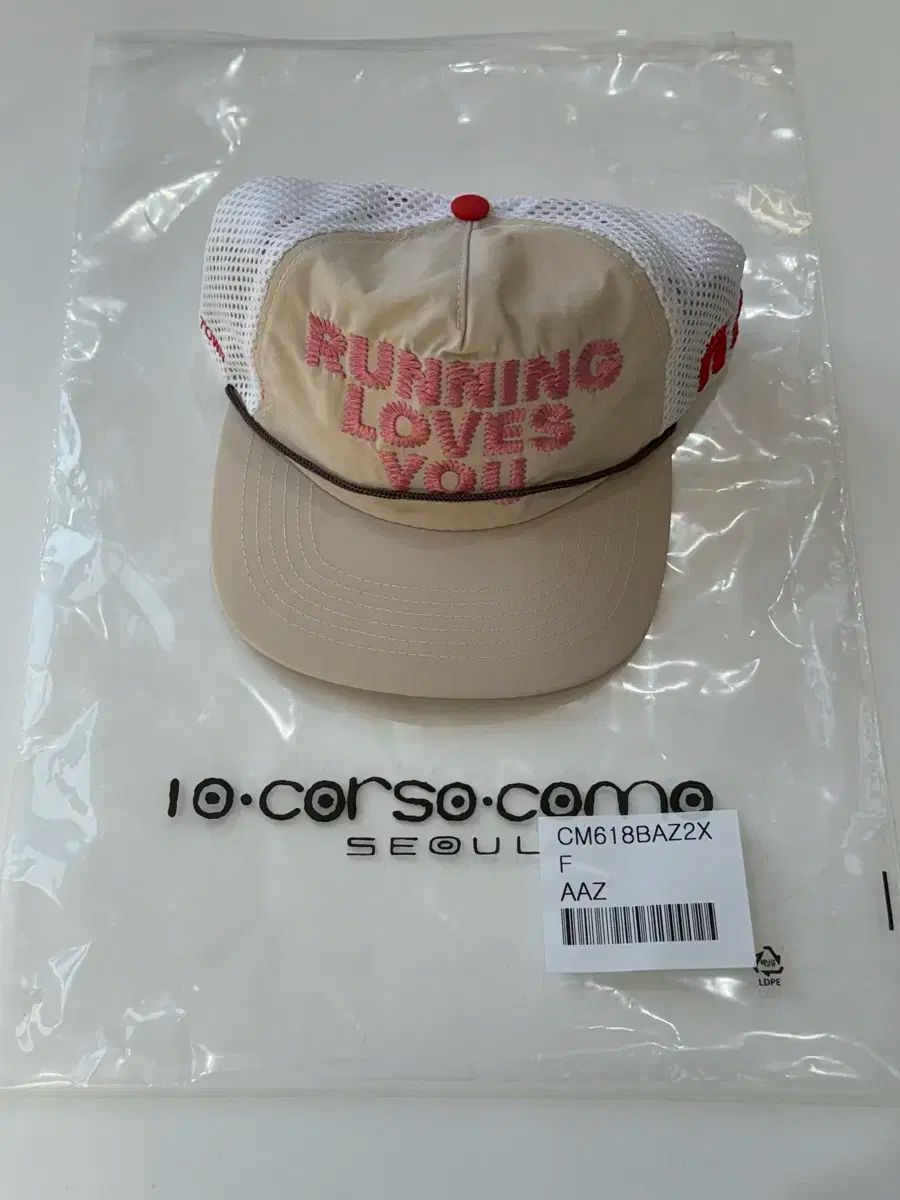 RUNNING
LOVES
YOU
10·corso·como
SEOUL
CM618BAZ2X
F
AAZ
LDPE